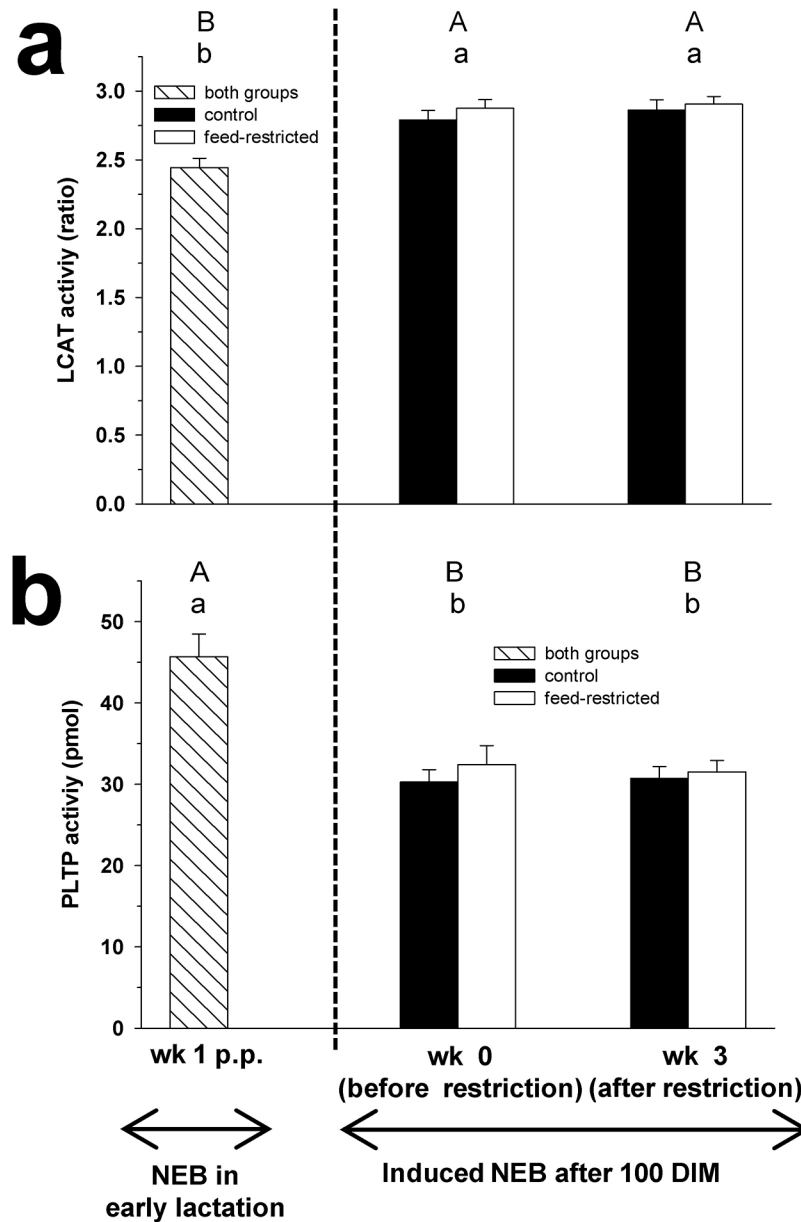 a
B
b
A
a
A
a
both groups
control
feed-restricted
3.0
2.5
2.0
1.5
1.0
0.5
0.0
LCAT activiy (ratio)
b
A
a
B
b
B
b
both groups
control
feed-restricted
50
40
30
20
10
0
PLTP activiy (pmol)
wk 1 p.p.
wk 0
(before restriction)
wk 3
(after restriction)
NEB in
early lactation
Induced NEB after 100 DIM